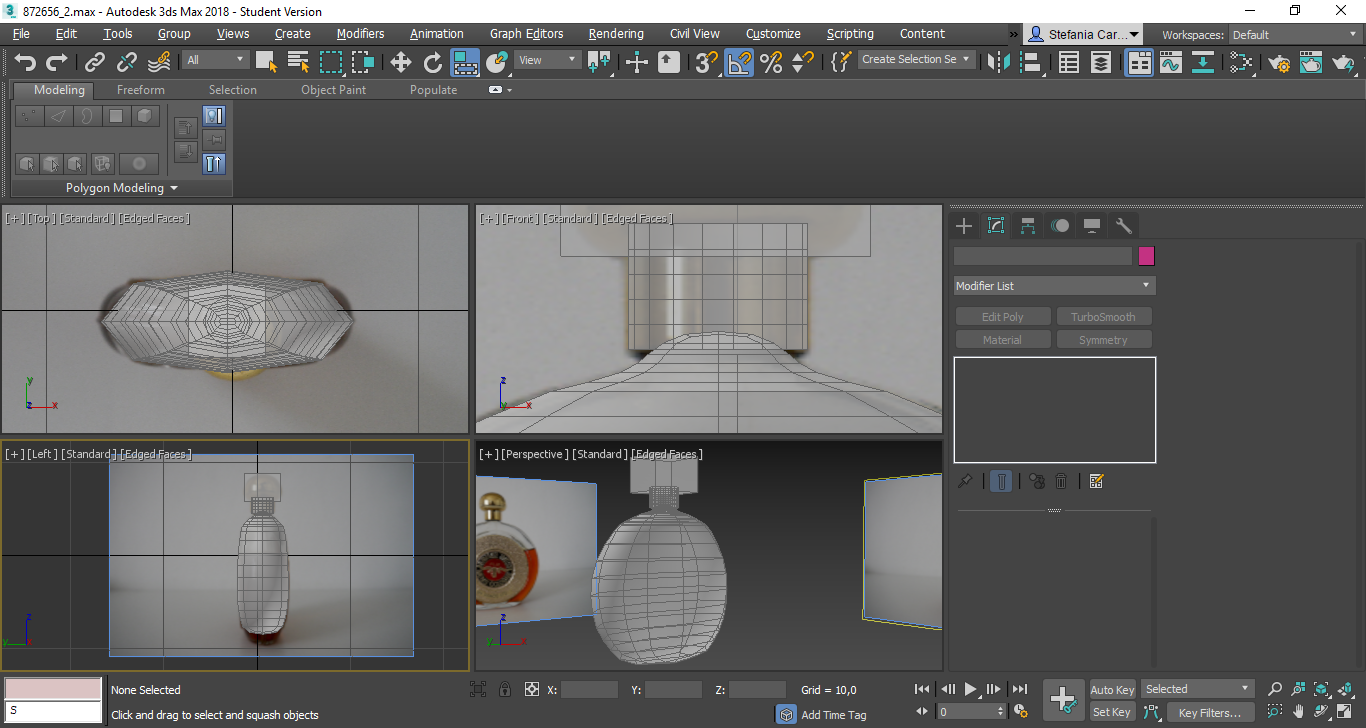 872656_2.max - Autodesk 3ds Max 2018 - Student Version
File Edit Tools Group Views Create Modifiers Animation Graph Editors Rendering Civil View Customize Scripting Content » Stefania Car... Workspaces: Default
All View Create Selection Se
Modeling Freeform Selection Object Paint Populate
Polygon Modeling
[+] [Top] [Standard] [Edged Faces]
[+] [Front] [Standard] [Edged Faces]
Modifier List
Edit Poly TurboSmooth
Material Symmetry
y
z x
z
y x
[+] [Left] [Standard] [Edged Faces]
[+] [Perspective] [Standard] [Edged Faces]
z
y x
z
y x
None Selected X: Y: Z: Grid = 10,0 Auto Key Selected
S Click and drag to select and squash objects Add Time Tag 0 Set Key Key Filters...